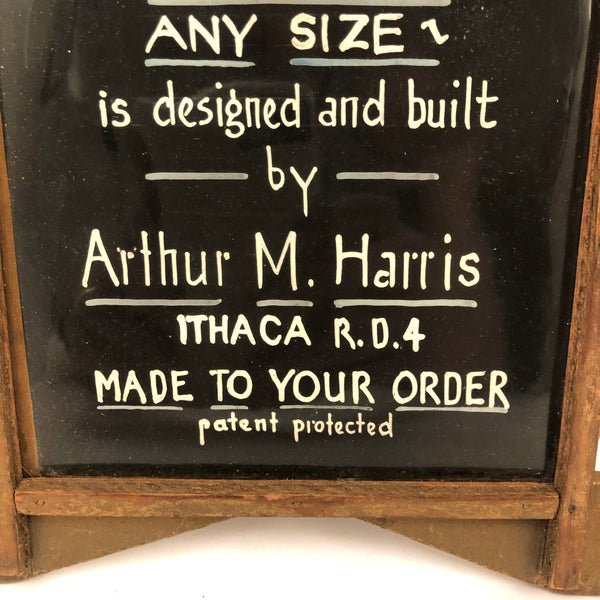 ANY SIZE ~
is designed and built
— by —
Arthur M. Harris
ITHACA R.D.4
MADE TO YOUR ORDER
patent protected